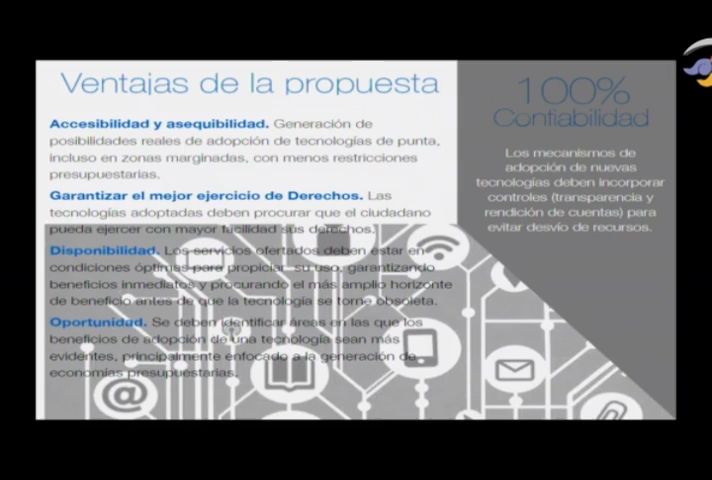 Ventajas de la propuesta
Accesibilidad y asequibilidad. Generación de
posibilidades reales de adopción de tecnologías de punta,
incluso en zonas marginadas, con menos restricciones
presupuestarias.
Garantizar el mejor ejercicio de Derechos. Las
tecnologías adoptadas deben procurar que el ciudadano
pueda ejercer con mayor facilidad sus derechos.
Disponibilidad. Los servicios ofertados deben estar en
condiciones óptimas para propiciar su uso, garantizando
beneficios inmediatos y procurando el más amplio horizonte
de beneficio antes de que la tecnología se torne obsoleta.
Oportunidad. Se deben identificar áreas en las que los
beneficios de adopción de una tecnología sean más
evidentes, principalmente enfocado a la generación de
economías presupuestarias.
100%
Confiabilidad
Los mecanismos de
adopción de nuevas
tecnologías deben incorporar
controles (transparencia y
rendición de cuentas) para
evitar desvío de recursos.
@